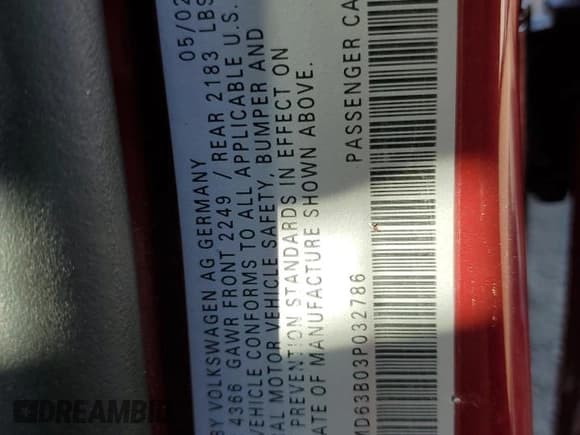 BY VOLKSWAGEN AG GERMANY 05/02
4366 GAWR FRONT 2249 / REAR 2183 LBS
VEHICLE CONFORMS TO ALL APPLICABLE U.S.
AL MOTOR VEHICLE SAFETY, BUMPER AND
PREVENTION STANDARDS IN EFFECT ON
ATE OF MANUFACTURE SHOWN ABOVE.
MD63B03P032786 PASSENGER CA
DREAMBID